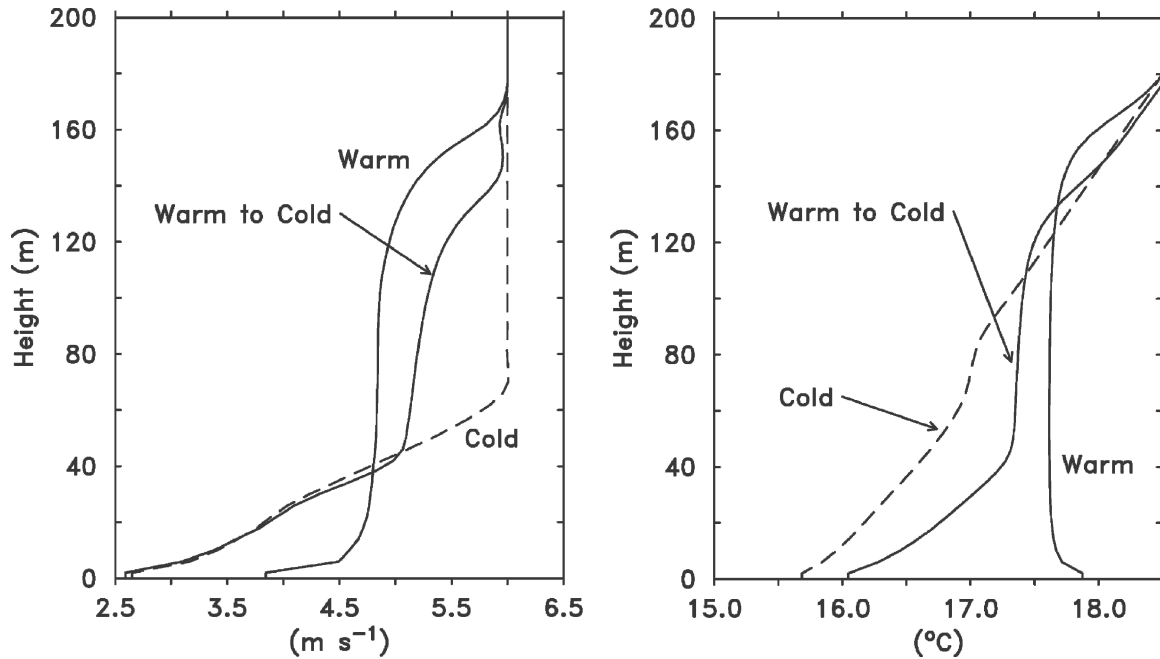 200
160
120
80
40
0
Height (m)
2.5 3.5 4.5 5.5 6.5
(m s⁻¹)
Warm
Warm to Cold
Cold
200
160
120
80
40
0
Height (m)
15.0 16.0 17.0 18.0
(°C)
Warm to Cold
Cold
Warm